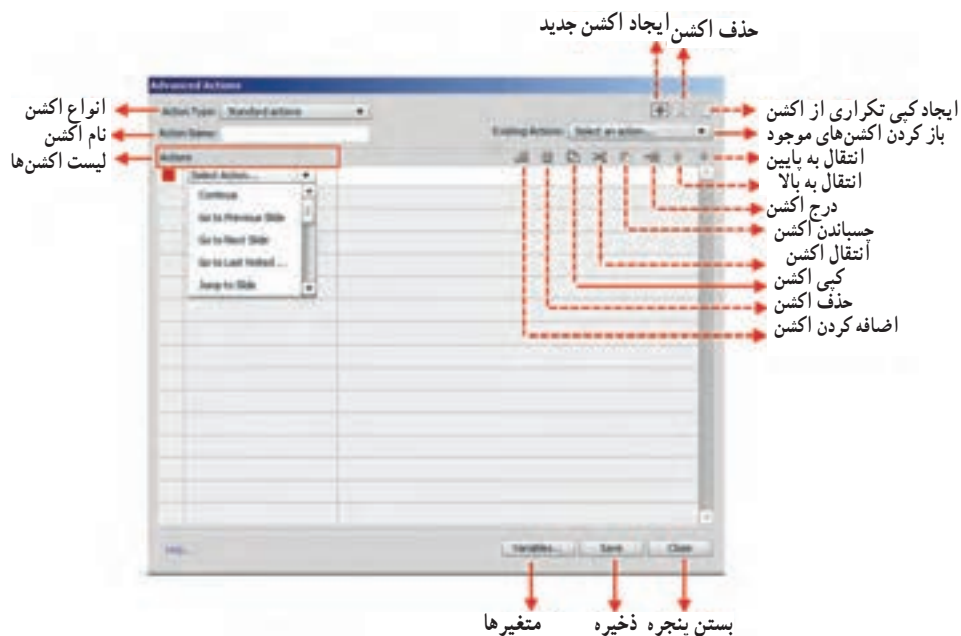 حذف اکشن ایجاد اکشن جدید
Advanced Actions
انواع اکشن
Action Type: Standard actions
ایجاد کپی تکراری از اکشن
نام اکشن
Action Name:
Existing Actions: Select an action...
باز کردن اکشن‌های موجود
لیست اکشن‌ها
Actions
انتقال به پایین
Select Action...
انتقال به بالا
Continue
درج اکشن
Go to Previous Slide
چسباندن اکشن
Go to Next Slide
انتقال اکشن
Go to Last Visited ...
کپی اکشن
Jump to Slide
حذف اکشن
اضافه کردن اکشن
Help...
Variables...
Save
Close
متغیرها
ذخیره
بستن پنجره